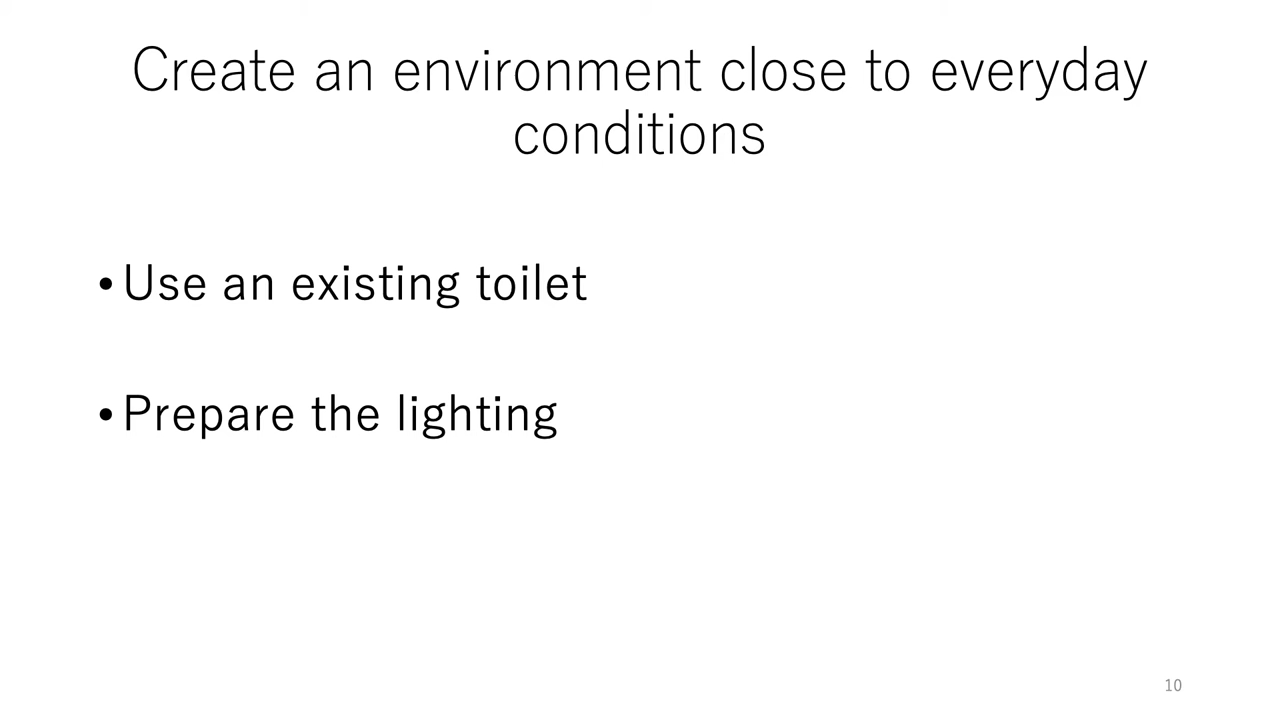 Create an environment close to everyday
conditions
•Use an existing toilet
•Prepare the lighting
10